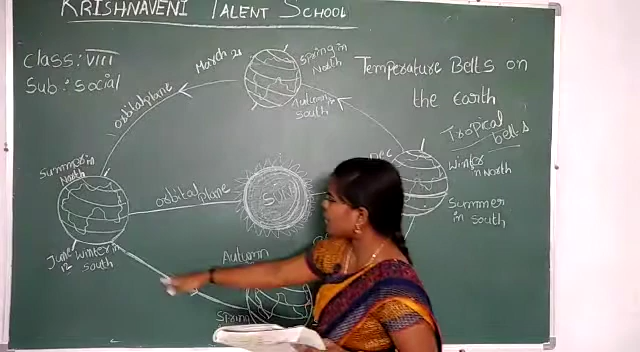 KRISHNAVENI TALENT SCHOOL
Class: VIII
Sub: Social
Temperature Belts on
the Earth
Tropical
belts
March 21
Spring in
North
Autumn in
South
orbital plane
Summer in
North
June
Winter in
South
orbital plane
SUN
DEC
Winter
in North
Summer
in South
Autumn
Spring